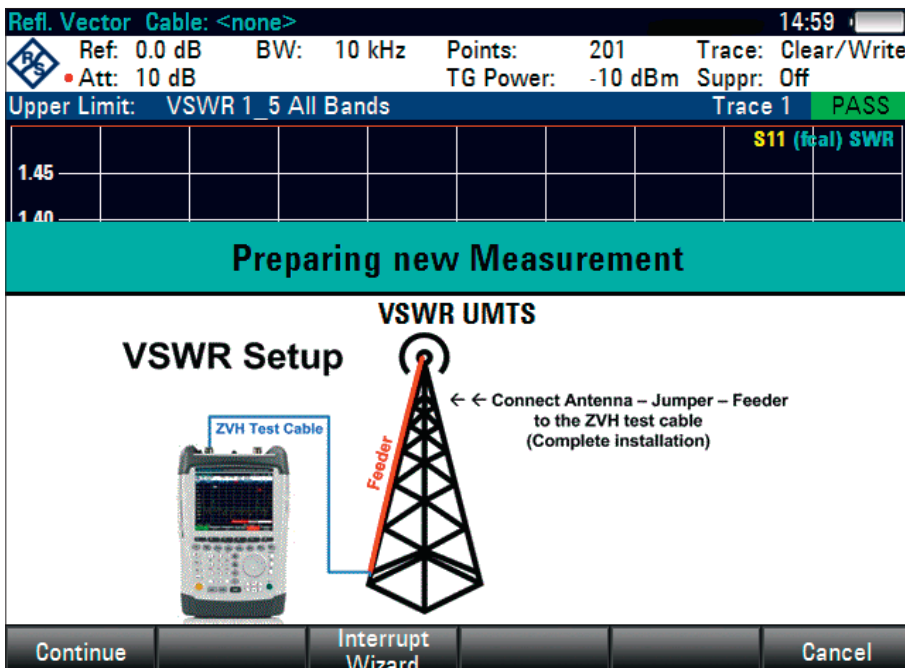 Refl. Vector Cable: <none> 14:59
Ref: 0.0 dB BW: 10 kHz Points: 201 Trace: Clear/Write
Att: 10 dB TG Power: -10 dBm Suppr: Off
Upper Limit: VSWR 1_5 All Bands Trace 1 PASS
S11 (fcal) SWR
1.45
1.40
Preparing new Measurement
VSWR UMTS
VSWR Setup
← ← Connect Antenna – Jumper – Feeder
to the ZVH test cable
(Complete installation)
ZVH Test Cable
Feeder
Continue Interrupt Wizard Cancel